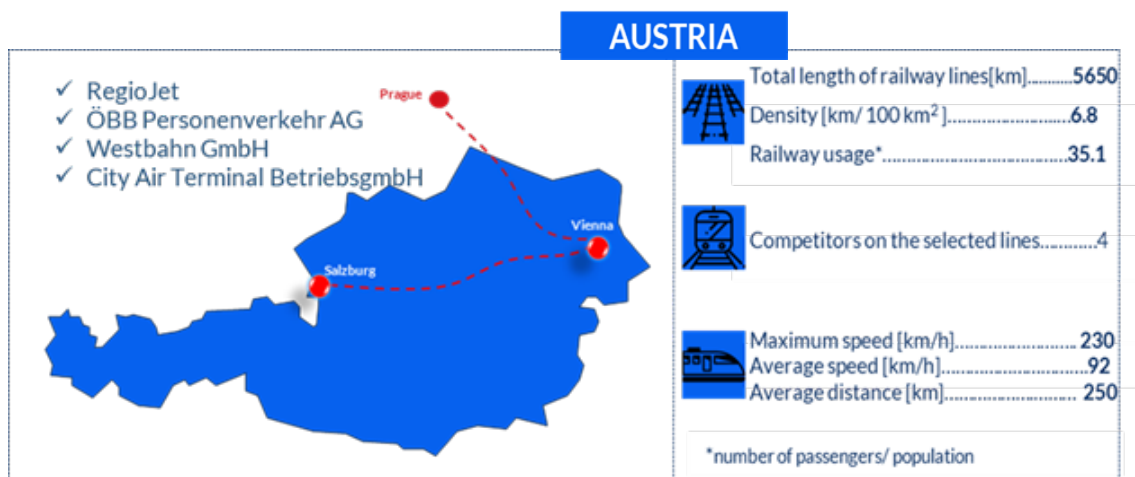 AUSTRIA
✓ RegioJet
✓ ÖBB Personenverkehr AG
✓ Westbahn GmbH
✓ City Air Terminal BetriebsgmbH
Prague
Vienna
Salzburg
Total length of railway lines[km]...........5650
Density [km/ 100 km²]............................6.8
Railway usage*..........................................35.1
Competitors on the selected lines............4
Maximum speed [km/h]............................ 230
Average speed [km/h].................................92
Average distance [km].............................. 250
*number of passengers/ population